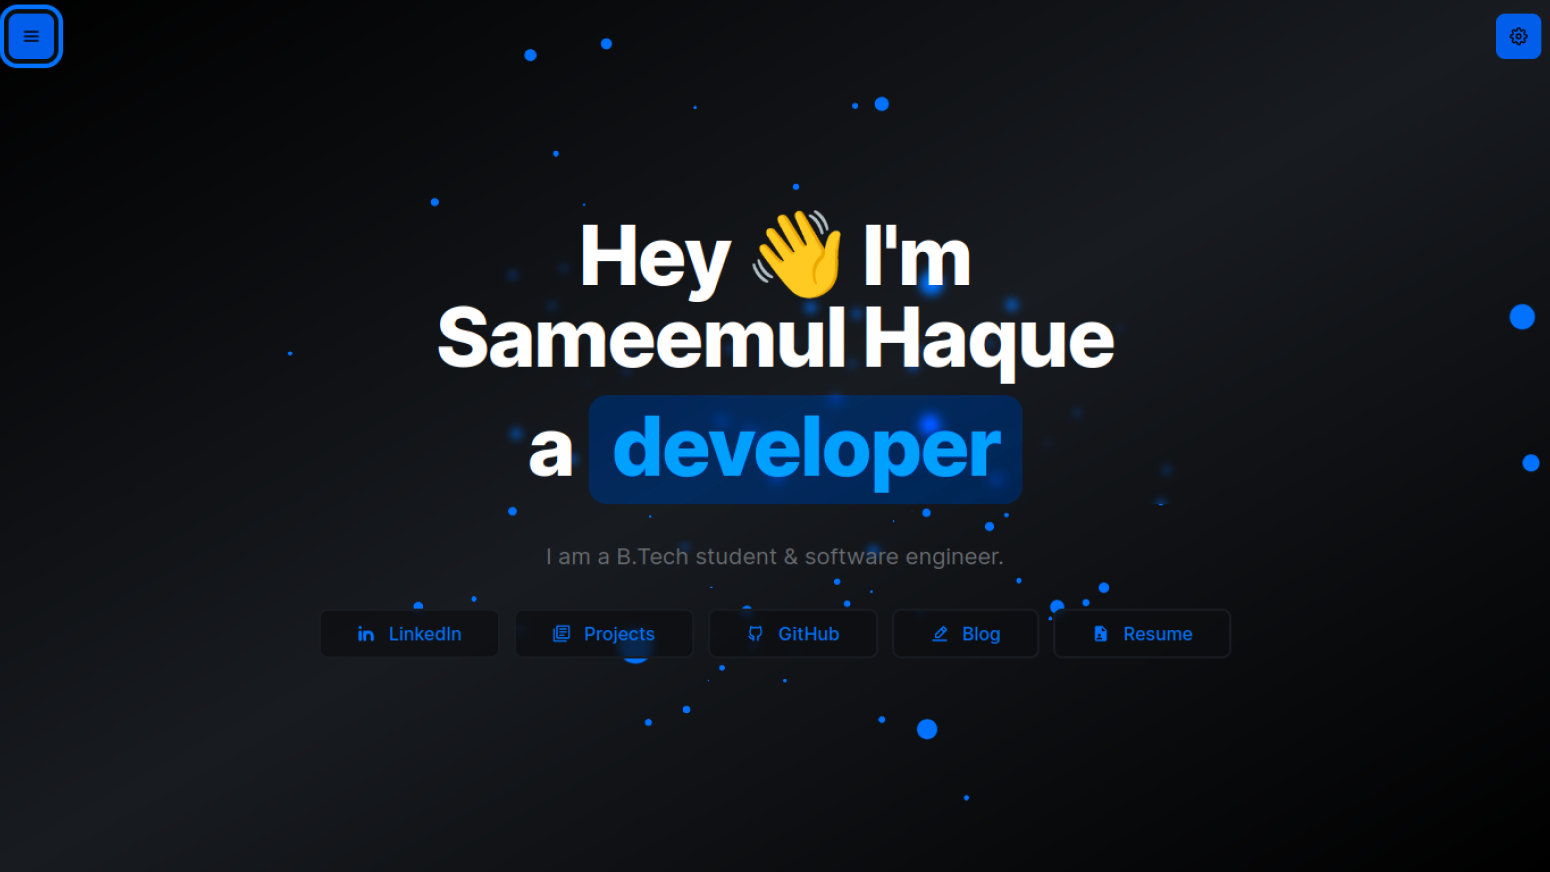 Hey 👋 I'm
Sameemul Haque
a developer
I am a B.Tech student & software engineer.
LinkedIn Projects GitHub Blog Resume